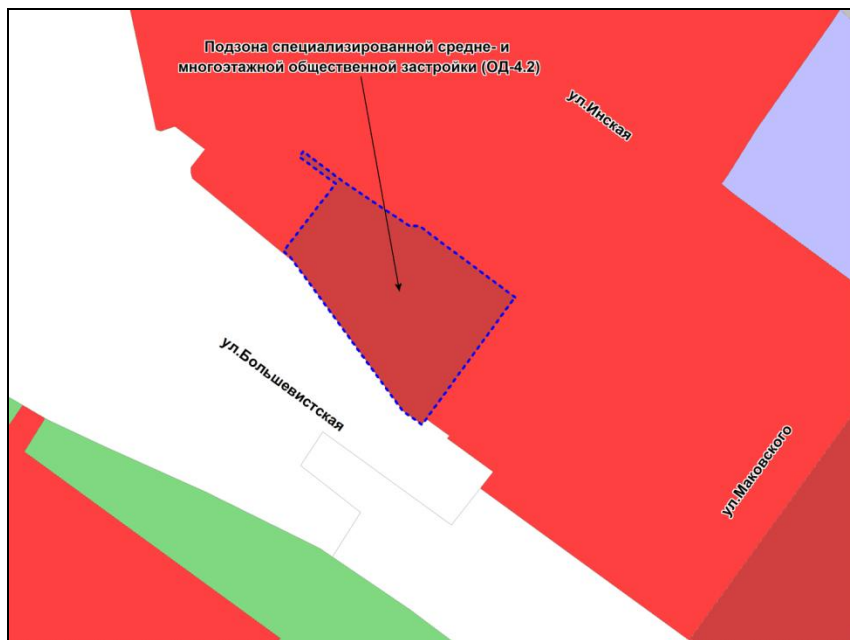 Подзона специализированной средне- и
многоэтажной общественной застройки (ОД-4.2)
ул.Инская
ул.Большевистская
ул.Маковского